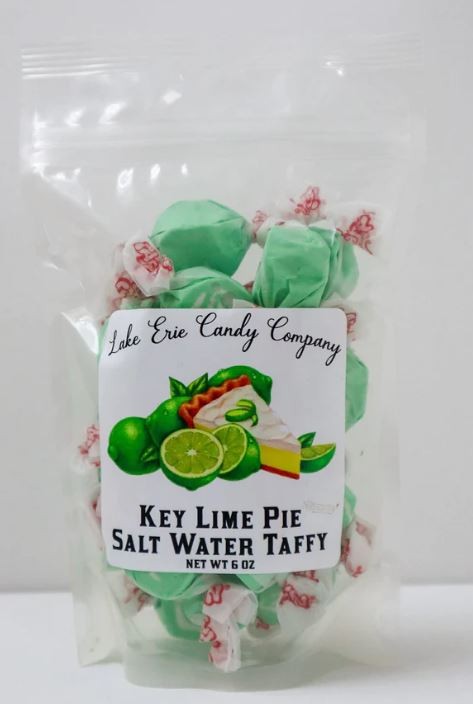 Lake Erie Candy Company
Key Lime Pie
Salt Water Taffy
NET WT 6 OZ